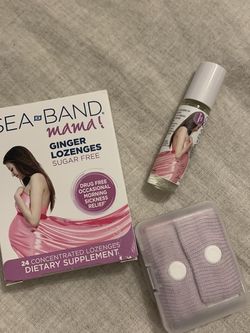 SEA-BAND
mama!
GINGER
LOZENGES
SUGAR FREE
DRUG FREE
OCCASIONAL
MORNING
SICKNESS
RELIEF
24 CONCENTRATED LOZENGES
DIETARY SUPPLEMENT